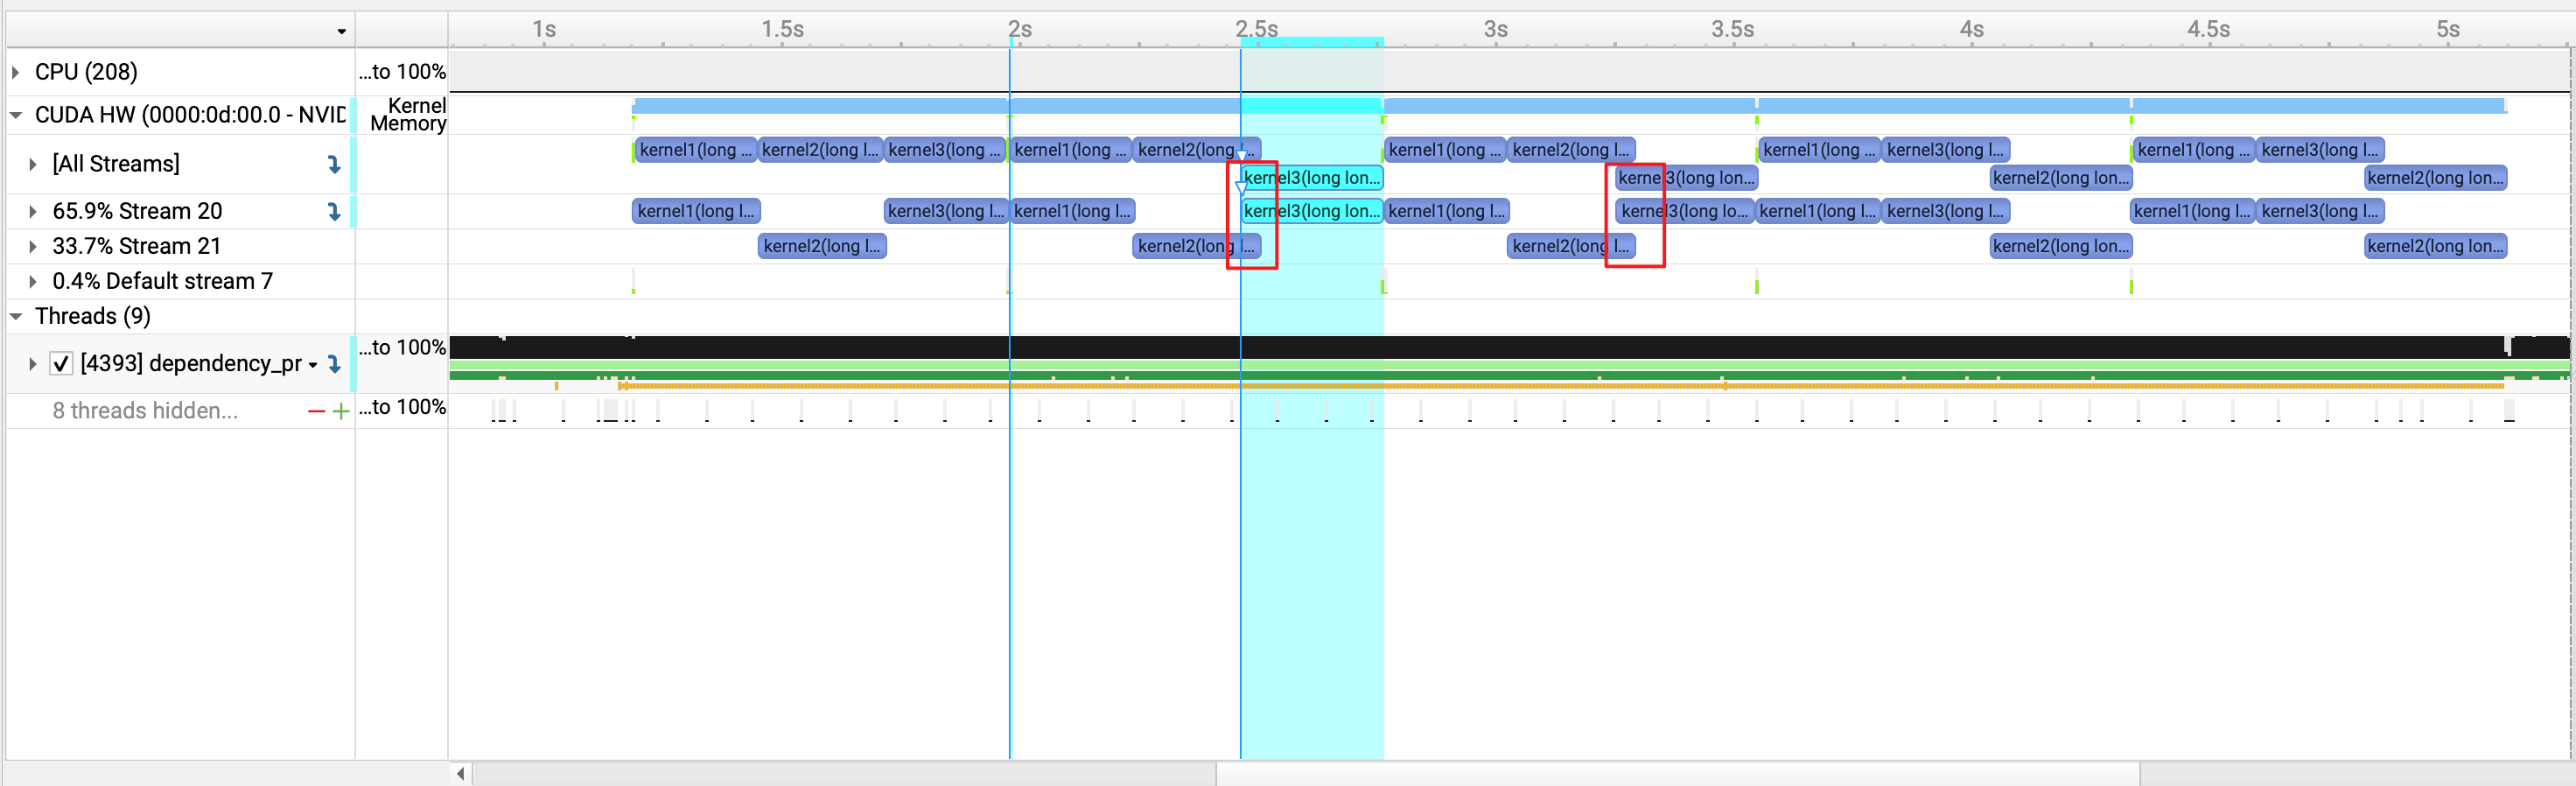 1s 1.5s 2s 2.5s 3s 3.5s 4s 4.5s 5s
CPU (208) ...to 100%
CUDA HW (0000:0d:00.0 - NVID Kernel
Memory
[All Streams] kernel1(long ... kernel2(long l... kernel3(long ... kernel1(long ... kernel2(long ... kernel1(long ... kernel2(long l... kernel1(long ... kernel3(long l... kernel1(long ... kernel3(long l...
kernel3(long lon... kernel3(long lon... kernel2(long lon... kernel2(long lon...
65.9% Stream 20 kernel1(long l... kernel3(long l... kernel1(long l... kernel3(long lon... kernel1(long l... kernel3(long lo... kernel1(long l... kernel3(long l... kernel1(long l... kernel3(long l...
33.7% Stream 21 kernel2(long l... kernel2(long l... kernel2(long l... kernel2(long lon... kernel2(long lon...
0.4% Default stream 7
Threads (9)
[4393] dependency_pr ...to 100%
8 threads hidden... ...to 100%